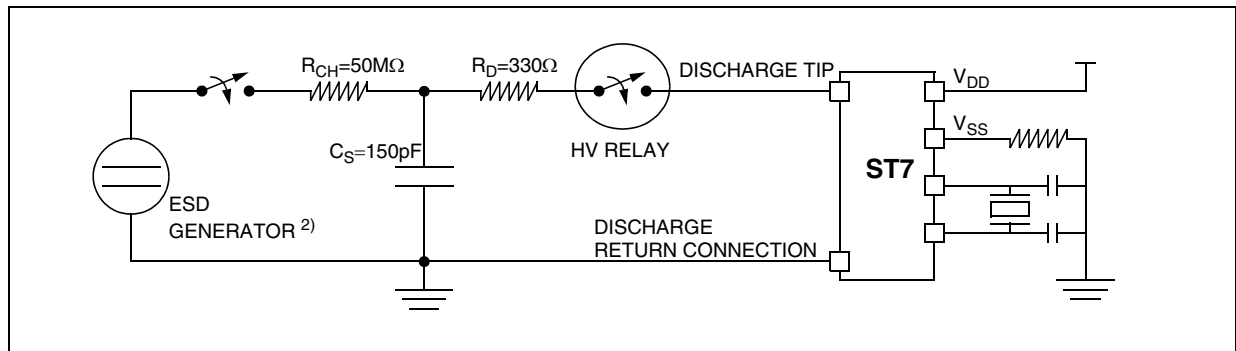 R_CH=50MΩ
R_D=330Ω
DISCHARGE TIP
V_DD
V_SS
HV RELAY
C_S=150pF
ST7
ESD
GENERATOR 2)
DISCHARGE
RETURN CONNECTION